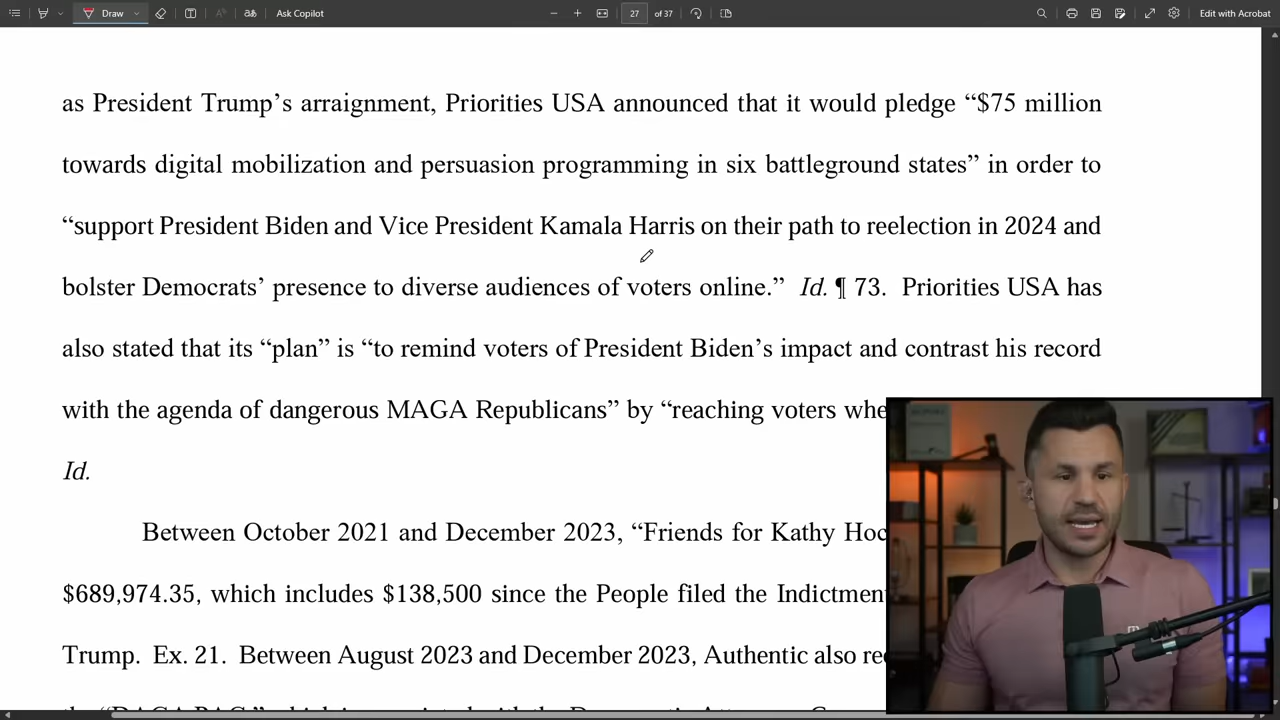 Draw
Ask Copilot
27 of 37
Edit with Acrobat
as President Trump’s arraignment, Priorities USA announced that it would pledge “$75 million
towards digital mobilization and persuasion programming in six battleground states” in order to
“support President Biden and Vice President Kamala Harris on their path to reelection in 2024 and
bolster Democrats’ presence to diverse audiences of voters online.” Id. ¶ 73. Priorities USA has
also stated that its “plan” is “to remind voters of President Biden’s impact and contrast his record
with the agenda of dangerous MAGA Republicans” by “reaching voters
Id.
Between October 2021 and December 2023, “Friends for Kathy
$689,974.35, which includes $138,500 since the People filed the Indictment
Trump. Ex. 21. Between August 2023 and December 2023, Authentic also